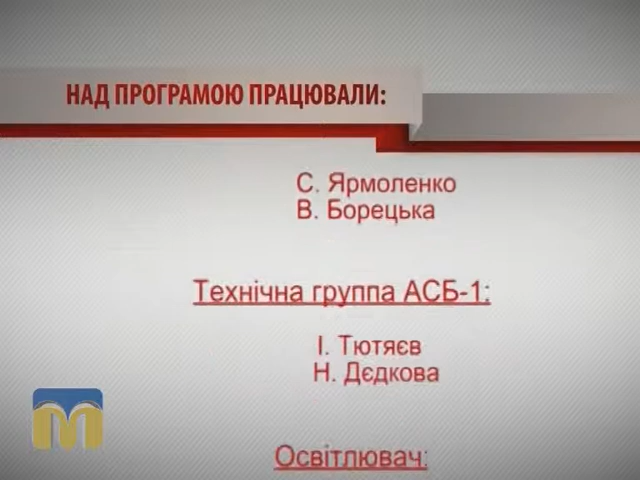 НАД ПРОГРАМОЮ ПРАЦЮВАЛИ:
С. Ярмоленко
В. Борецька
Технічна группа АСБ-1:
І. Тютяєв
Н. Дєдкова
Освітлювач:
M